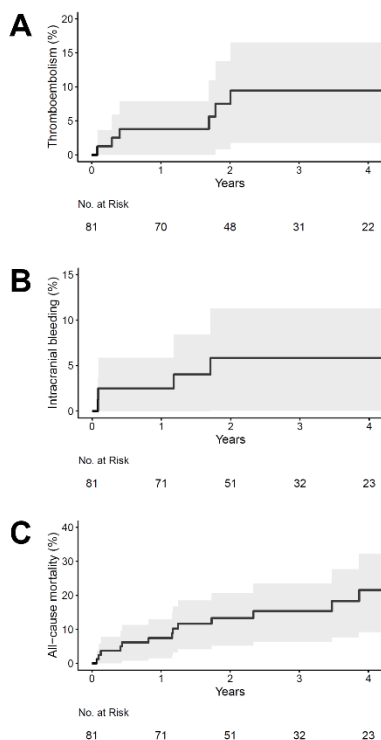 A
Thromboembolism (%)
20
15
10
5
0
0 1 2 3 4
Years
No. at Risk
81 70 48 31 22
B
Intracranial bleeding (%)
15
10
5
0
0 1 2 3 4
Years
No. at Risk
81 71 51 32 23
C
All-cause mortality (%)
40
30
20
10
0
0 1 2 3 4
Years
No. at Risk
81 71 51 32 23